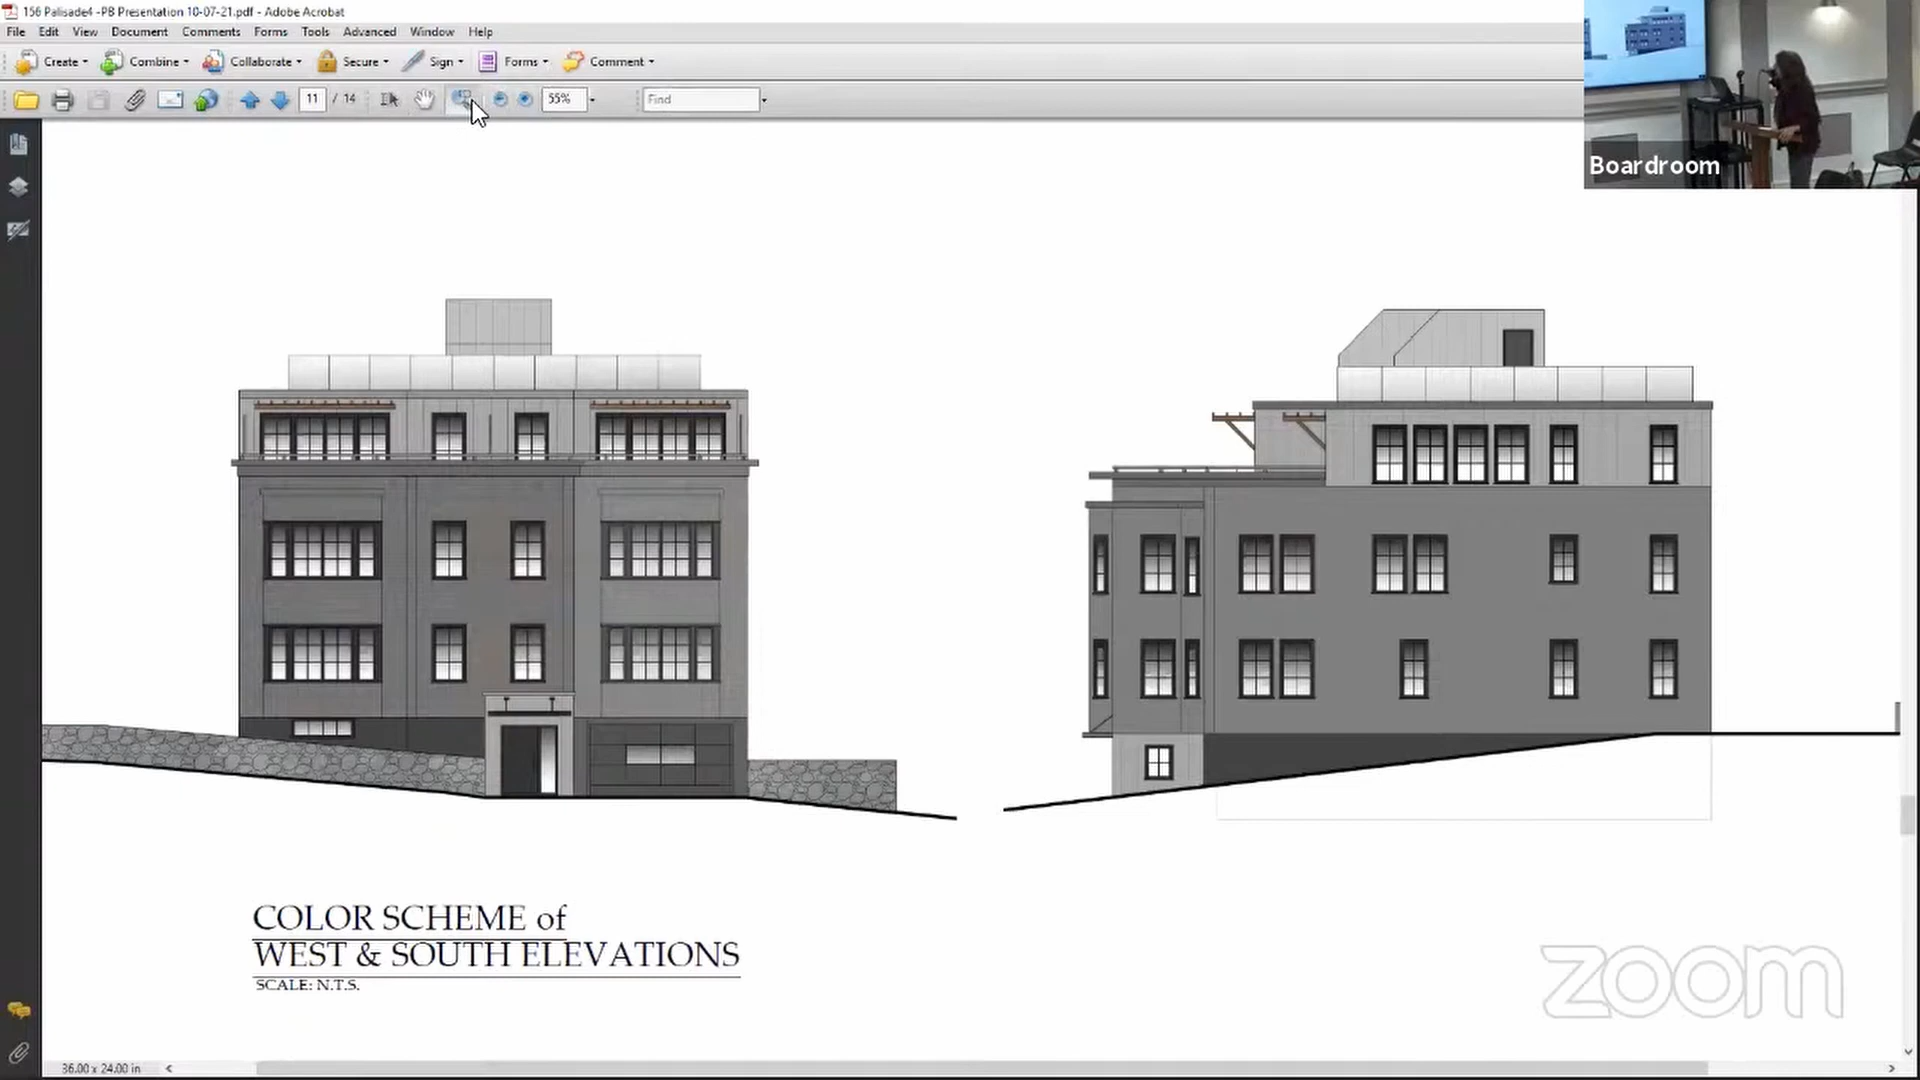 156 Palisade4 -PB Presentation 10-07-21.pdf - Adobe Acrobat
File Edit View Document Comments Forms Tools Advanced Window Help
Create Combine Collaborate Secure Sign Forms Comment
11 / 14 55% Find
Boardroom
COLOR SCHEME of
WEST & SOUTH ELEVATIONS
SCALE: N.T.S.
zoom
36.00 x 24.00 in